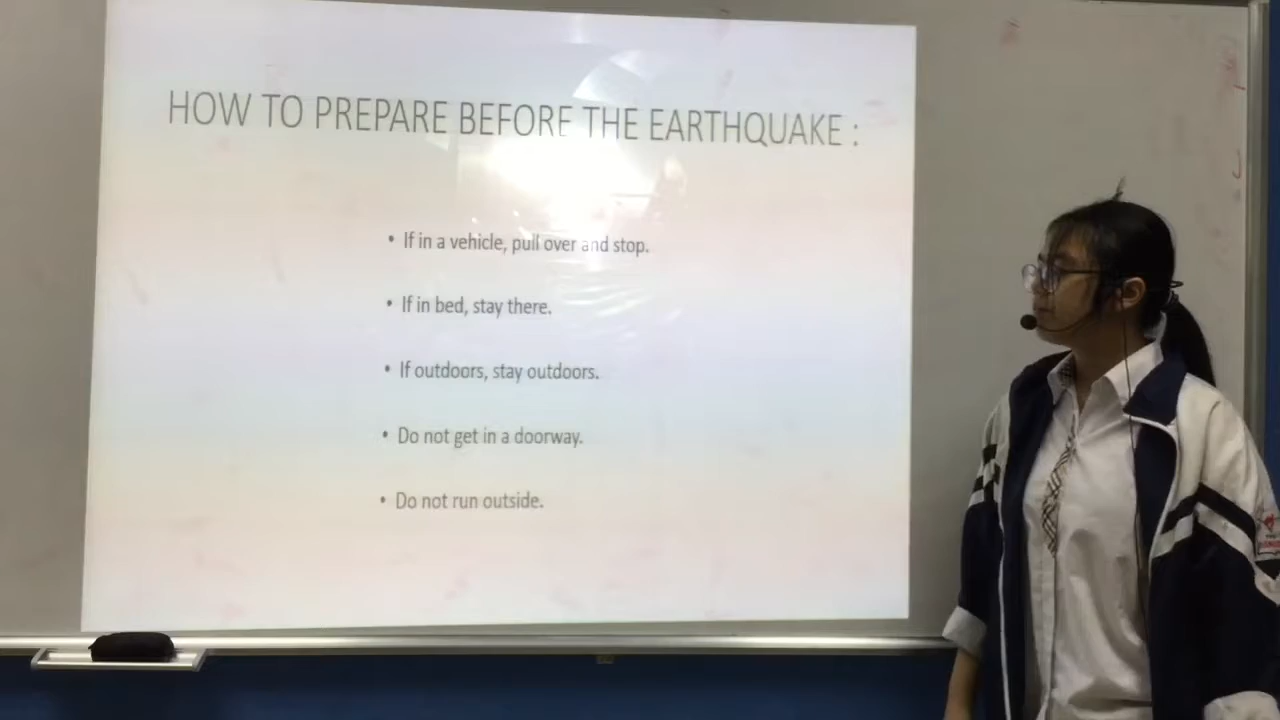 HOW TO PREPARE BEFORE THE EARTHQUAKE :
• If in a vehicle, pull over and stop.
• If in bed, stay there.
• If outdoors, stay outdoors.
• Do not get in a doorway.
• Do not run outside.